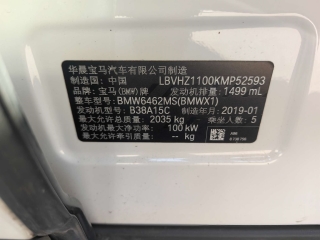 华晨宝马汽车有限公司制造
制造国：中国 LBVHZ1100KMP52593
品牌：宝马(BMW)牌 发动机排量：1499 mL
整车型号：BMW6462MS(BMWX1)
发动机型号：B38A15C 制造年月：2019-01
最大允许总质量：2035 kg 乘坐人数：5
发动机最大净功率：100 kW
最大允许牵引质量：-- kg